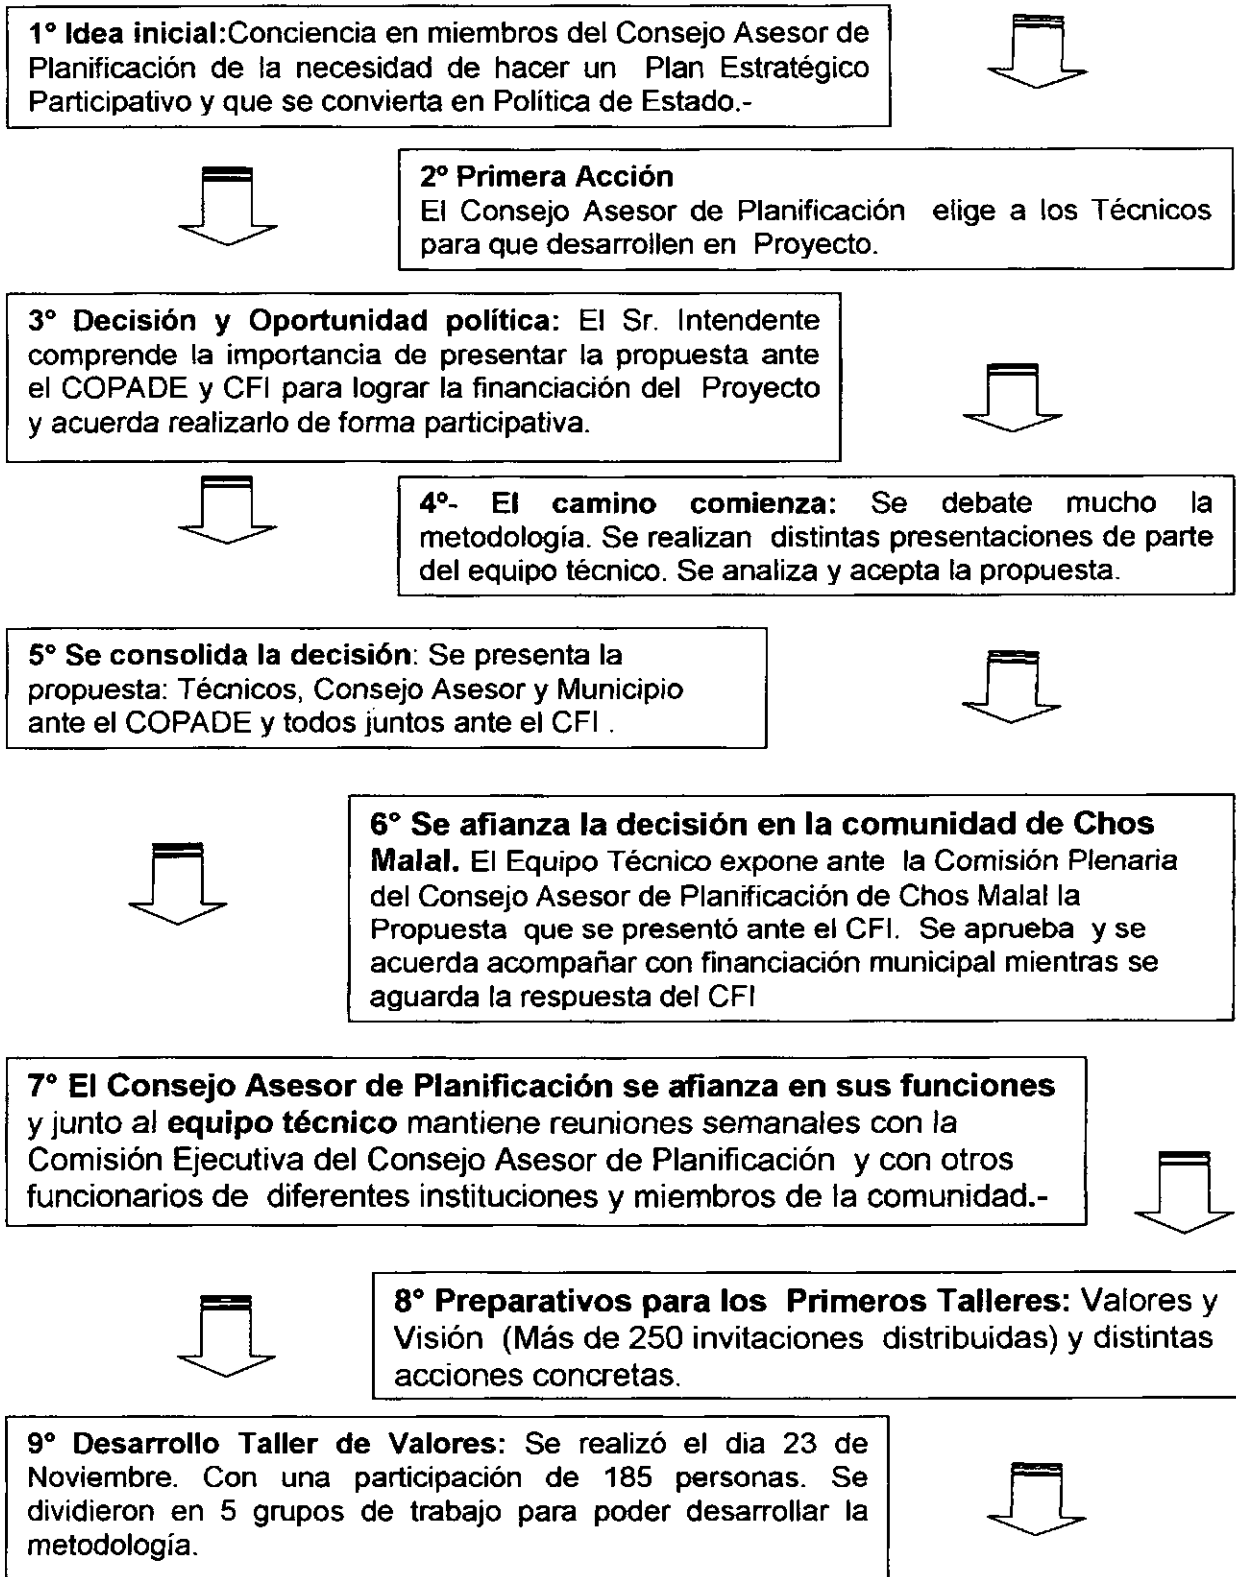 1º Idea inicial:Conciencia en miembros del Consejo Asesor de
Planificación de la necesidad de hacer un Plan Estratégico
Participativo y que se convierta en Política de Estado.-
2º Primera Acción
El Consejo Asesor de Planificación elige a los Técnicos
para que desarrollen en Proyecto.
3º Decisión y Oportunidad política: El Sr. Intendente
comprende la importancia de presentar la propuesta ante
el COPADE y CFI para lograr la financiación del Proyecto
y acuerda realizarlo de forma participativa.
4º- El camino comienza: Se debate mucho la
metodología. Se realizan distintas presentaciones de parte
del equipo técnico. Se analiza y acepta la propuesta.
5º Se consolida la decisión: Se presenta la
propuesta: Técnicos, Consejo Asesor y Municipio
ante el COPADE y todos juntos ante el CFI .
6º Se afianza la decisión en la comunidad de Chos
Malal. El Equipo Técnico expone ante la Comisión Plenaria
del Consejo Asesor de Planificación de Chos Malal la
Propuesta que se presentó ante el CFI. Se aprueba y se
acuerda acompañar con financiación municipal mientras se
aguarda la respuesta del CFI
7º El Consejo Asesor de Planificación se afianza en sus funciones
y junto al equipo técnico mantiene reuniones semanales con la
Comisión Ejecutiva del Consejo Asesor de Planificación y con otros
funcionarios de diferentes instituciones y miembros de la comunidad.-
8º Preparativos para los Primeros Talleres: Valores y
Visión (Más de 250 invitaciones distribuidas) y distintas
acciones concretas.
9º Desarrollo Taller de Valores: Se realizó el dia 23 de
Noviembre. Con una participación de 185 personas. Se
dividieron en 5 grupos de trabajo para poder desarrollar la
metodología.